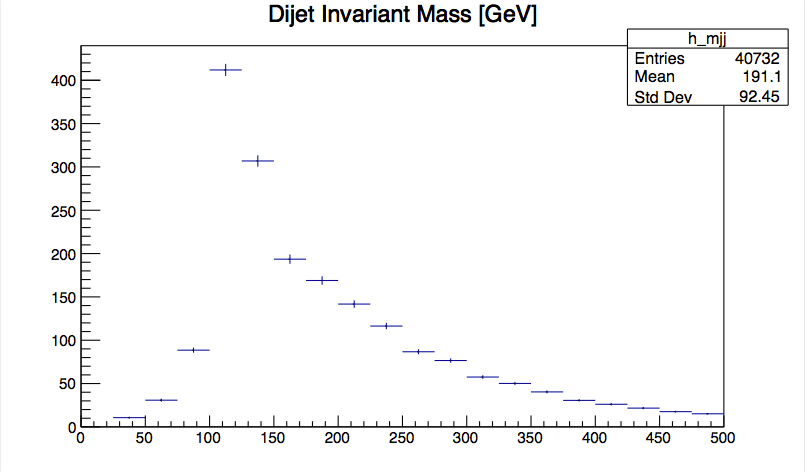 Dijet Invariant Mass [GeV]
h_mjj
Entries 40732
Mean 191.1
Std Dev 92.45
400
350
300
250
200
150
100
50
0
0 50 100 150 200 250 300 350 400 450 500